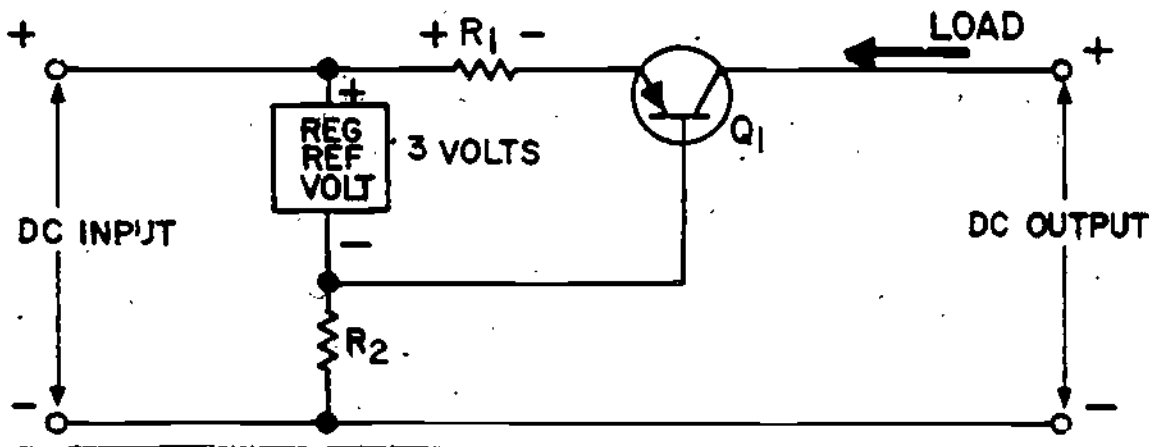 + + R1 - LOAD +
+
REG
REF
VOLT
3 VOLTS
Q1
DC INPUT
DC OUTPUT
-
R2
- -